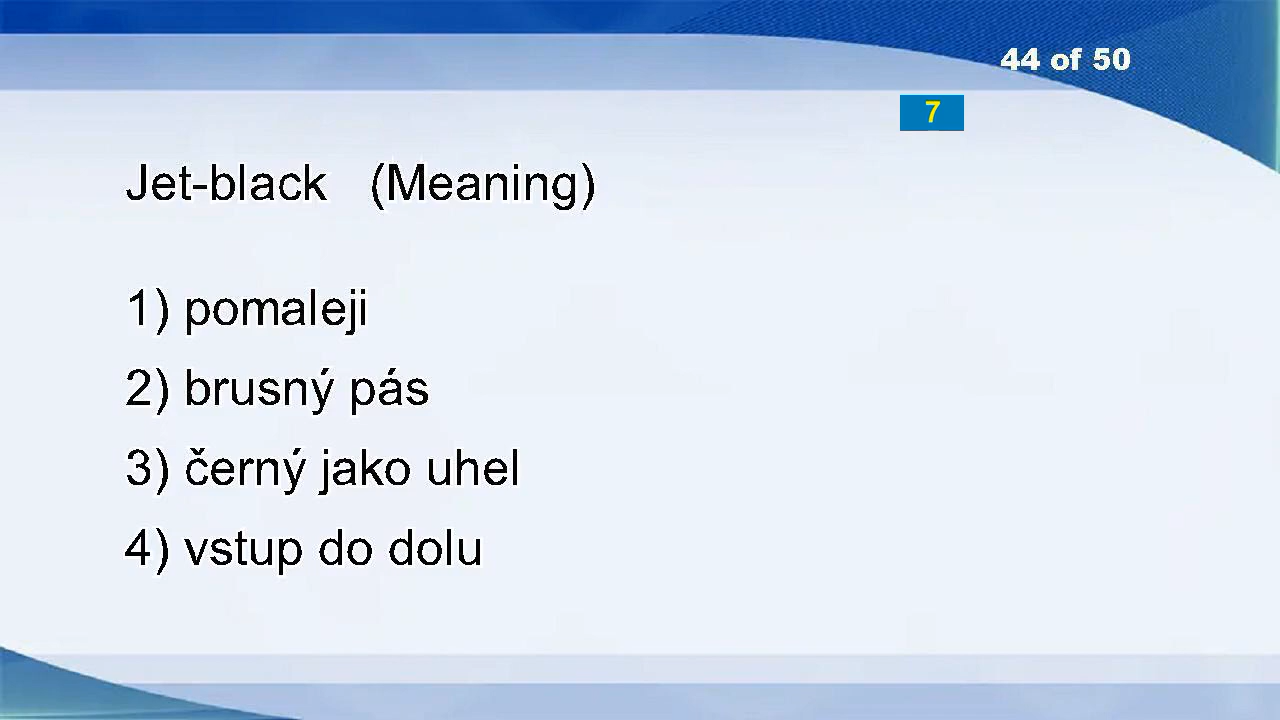 44 of 50
7
Jet-black (Meaning)
1) pomaleji
2) brusný pás
3) černý jako uhel
4) vstup do dolu